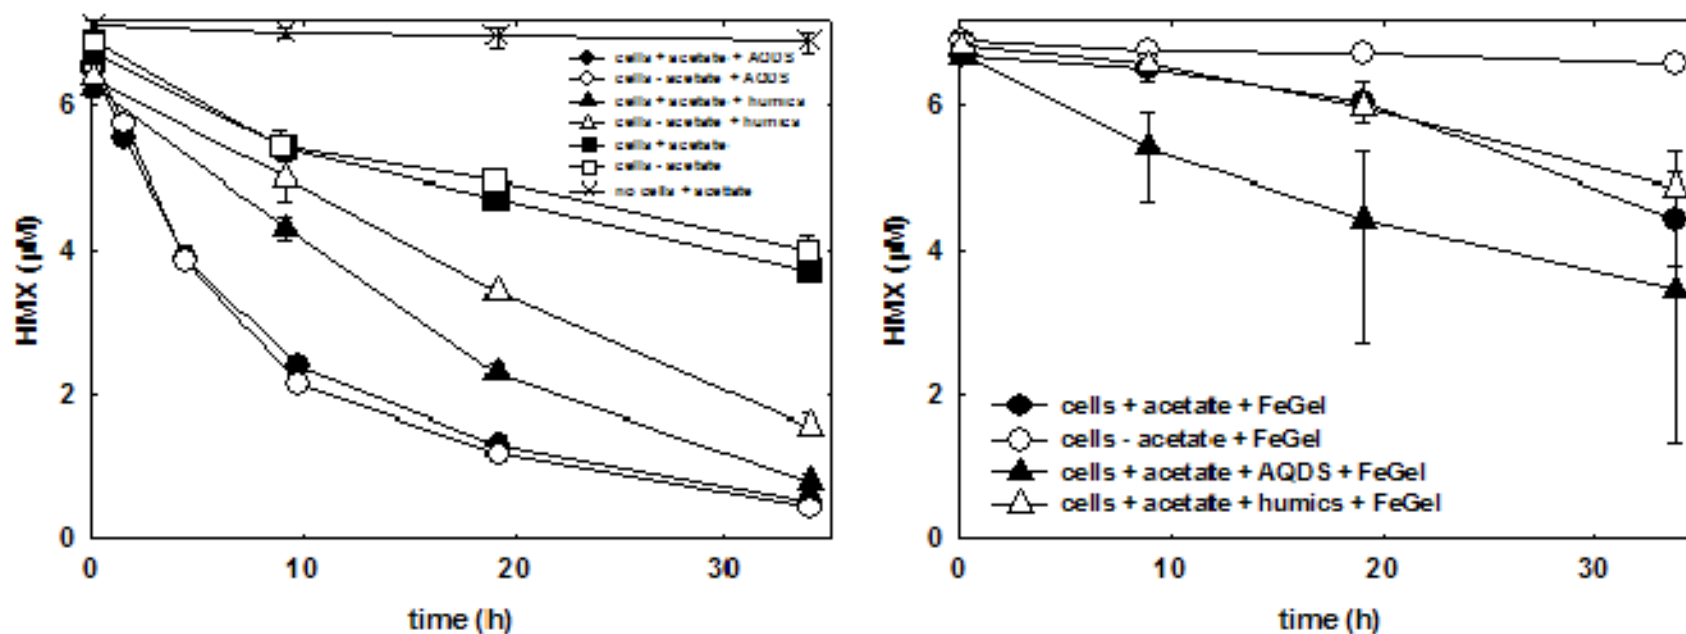 HMX (µM)
6
4
2
0
0 10 20 30
time (h)
cells + acetate + AQDS
cells - acetate + AQDS
cells + acetate + humics
cells - acetate + humics
cells + acetate
cells - acetate
no cells + acetate
HMX (µM)
6
4
2
0
0 10 20 30
time (h)
cells + acetate + FeGel
cells - acetate + FeGel
cells + acetate + AQDS + FeGel
cells + acetate + humics + FeGel